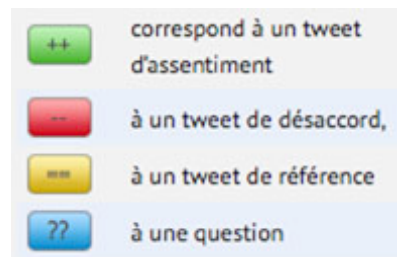 ++ correspond à un tweet
d'assentiment
-- à un tweet de désaccord,
== à un tweet de référence
?? à une question